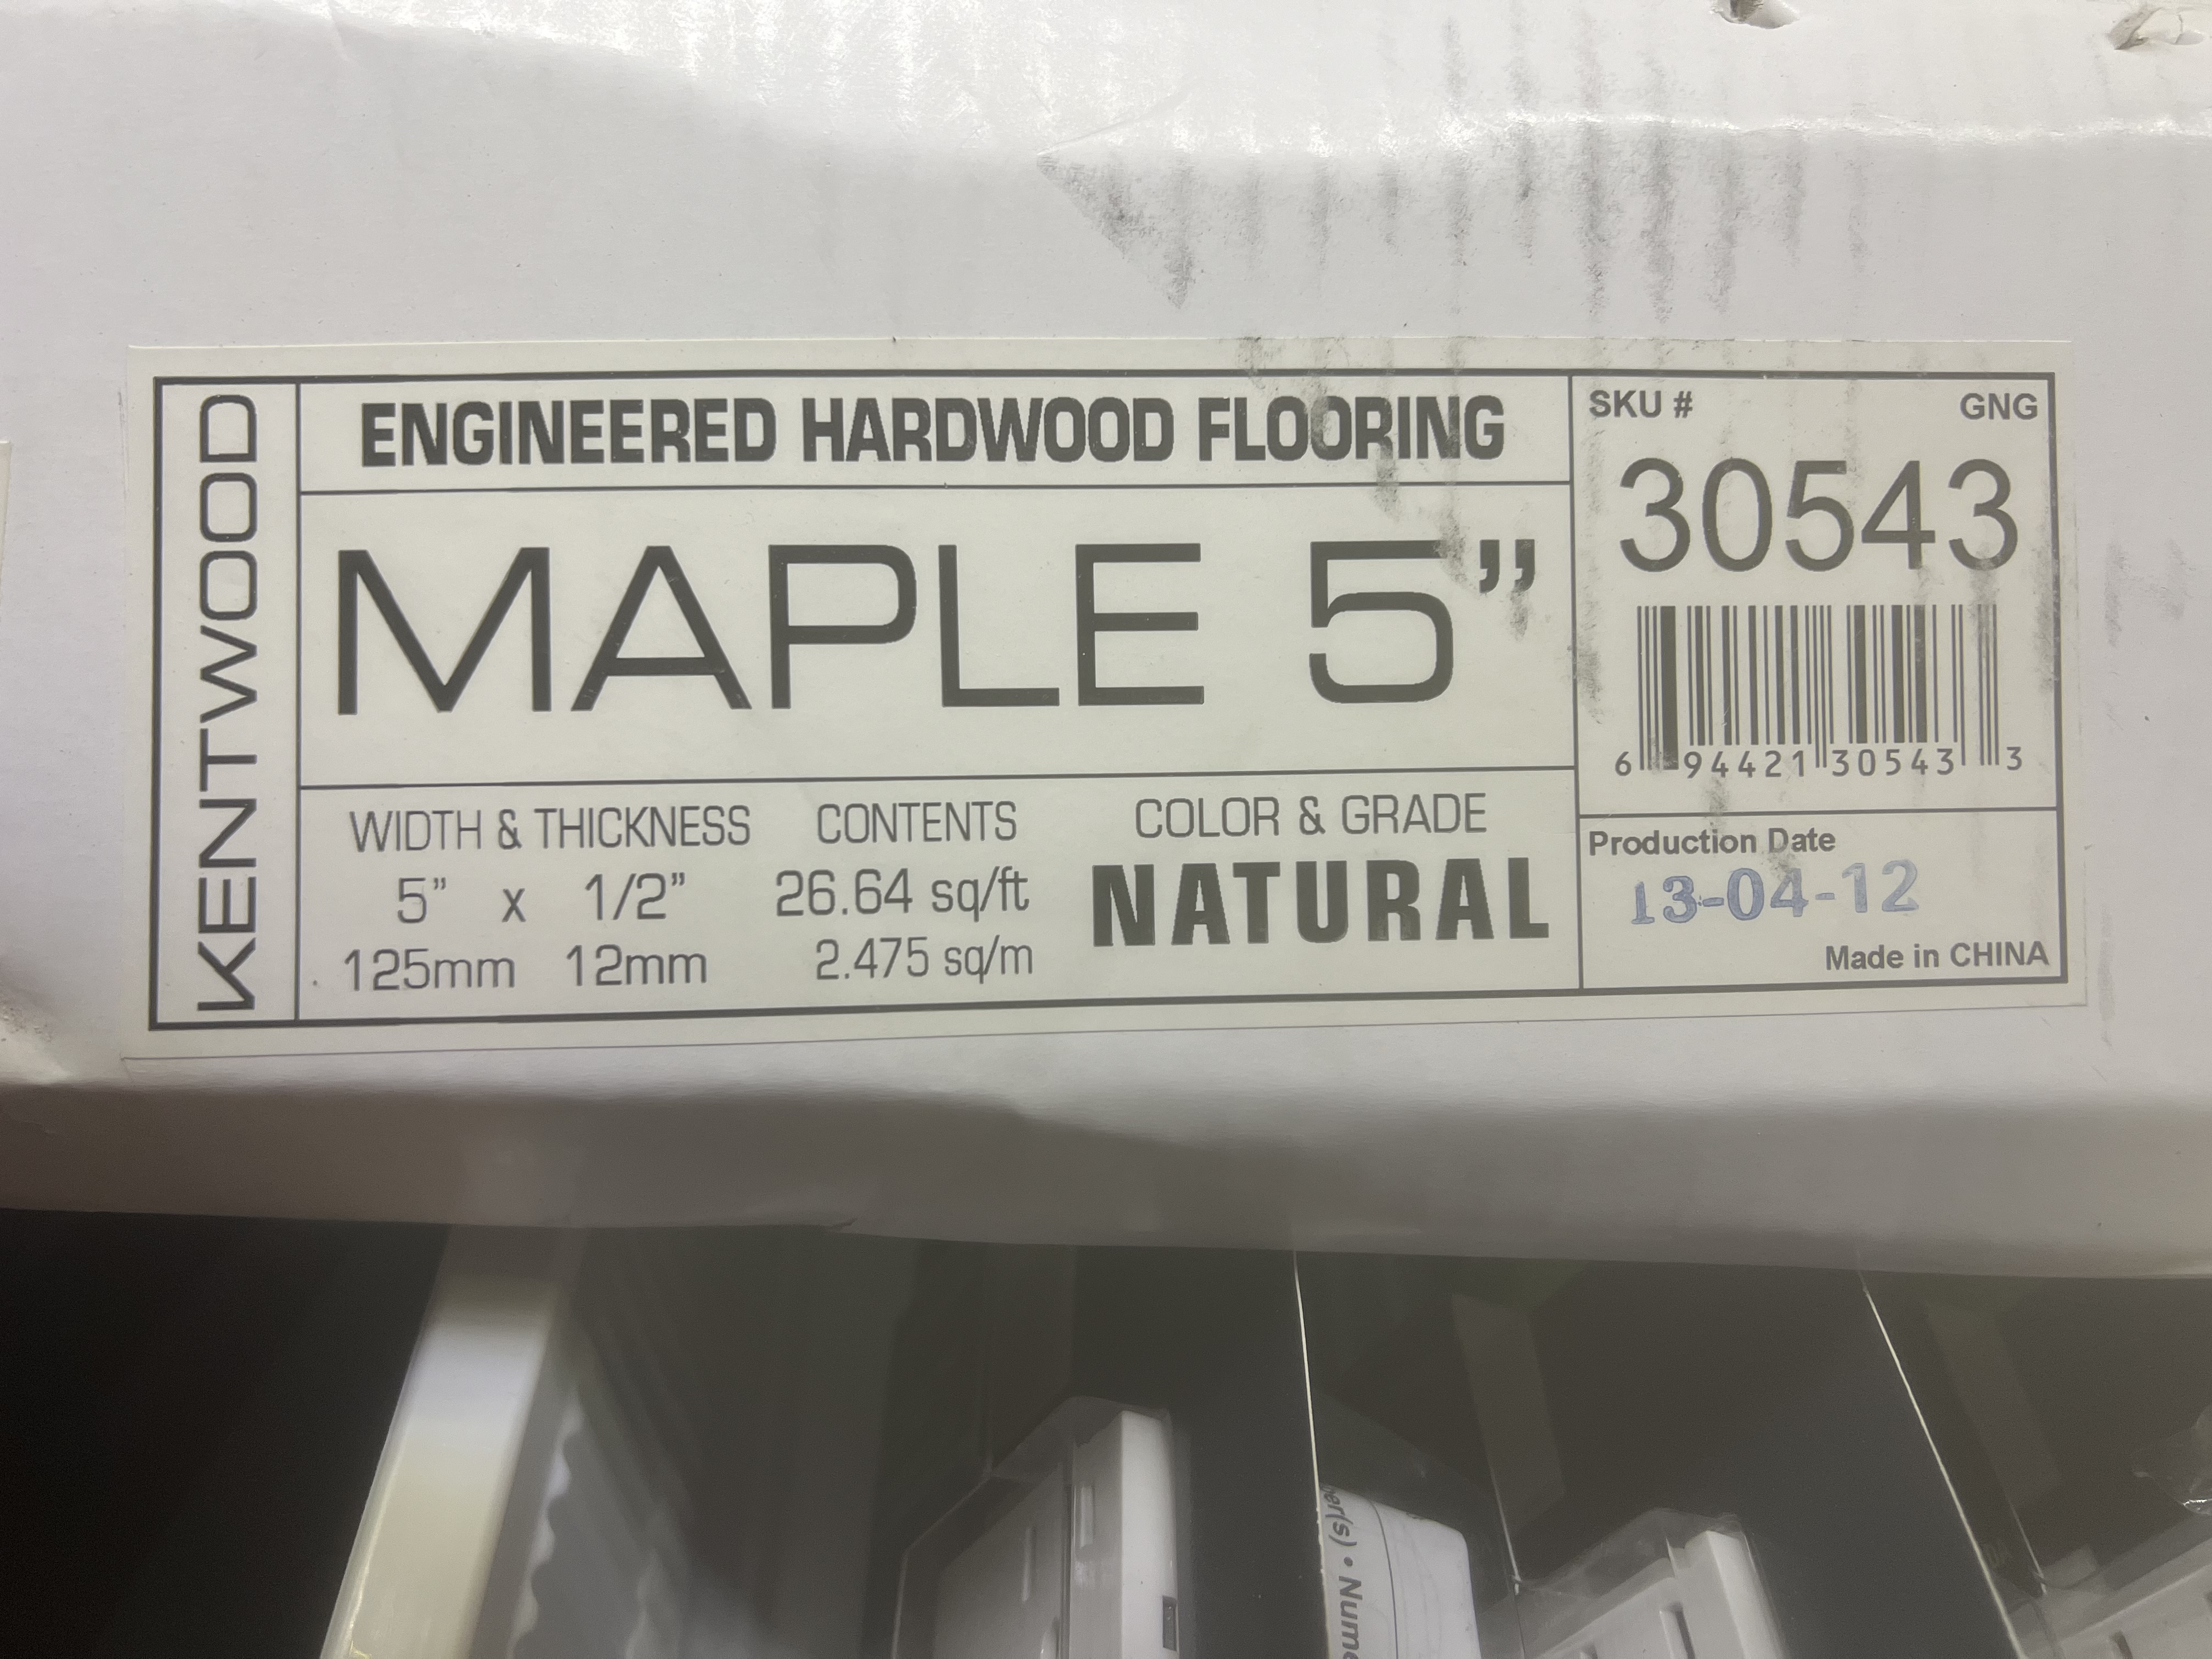 KENTWOOD
ENGINEERED HARDWOOD FLOORING
MAPLE 5”
WIDTH & THICKNESS
5” x 1/2”
125mm 12mm
CONTENTS
26.64 sq/ft
2.475 sq/m
COLOR & GRADE
NATURAL
SKU # GNG
30543
6 94421 30543 3
Production Date
13-04-12
Made in CHINA
er(s) • Num